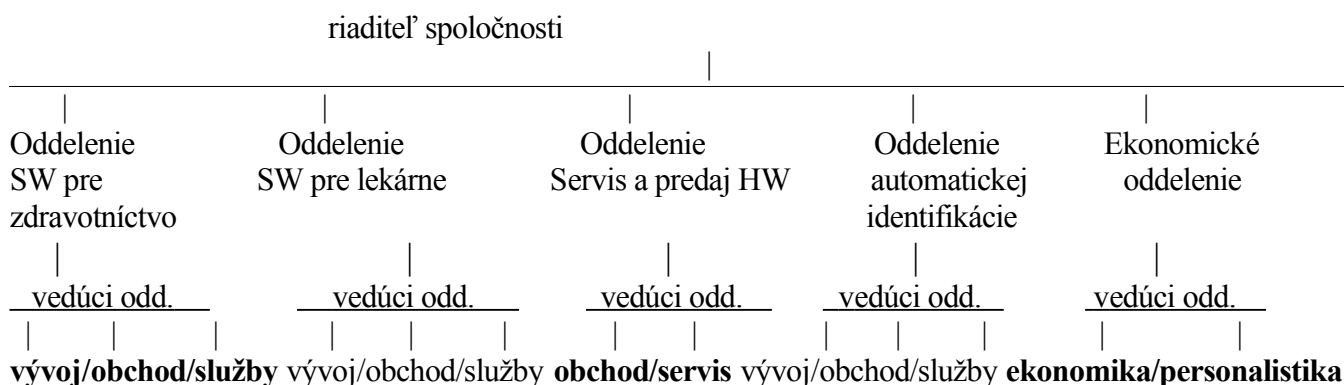 riaditeľ spoločnosti
Oddelenie Oddelenie Oddelenie Oddelenie Ekonomické
SW pre SW pre lekárne Servis a predaj HW automatickej oddelenie
zdravotníctvo identifikácie
vedúci odd. vedúci odd. vedúci odd. vedúci odd. vedúci odd.
vývoj/obchod/služby vývoj/obchod/služby obchod/servis vývoj/obchod/služby ekonomika/personalistika